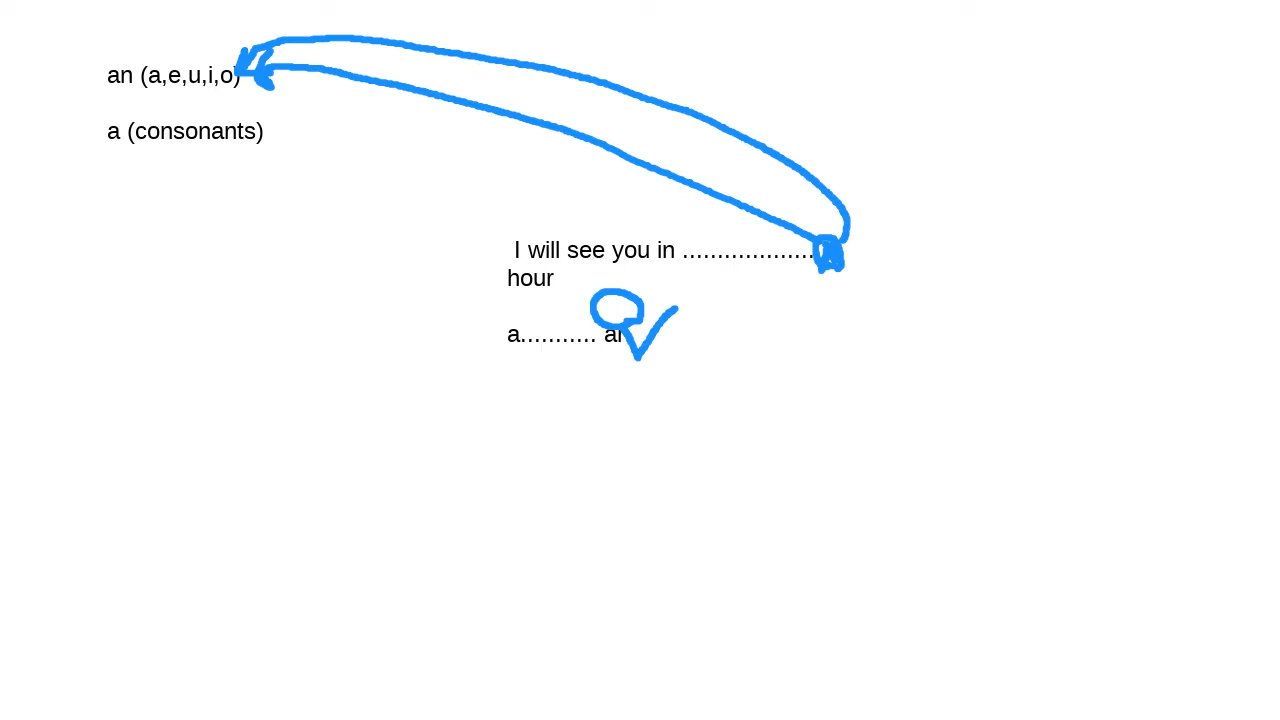 an (a,e,u,i,o)
a (consonants)
I will see you in ...................
hour
a........... an